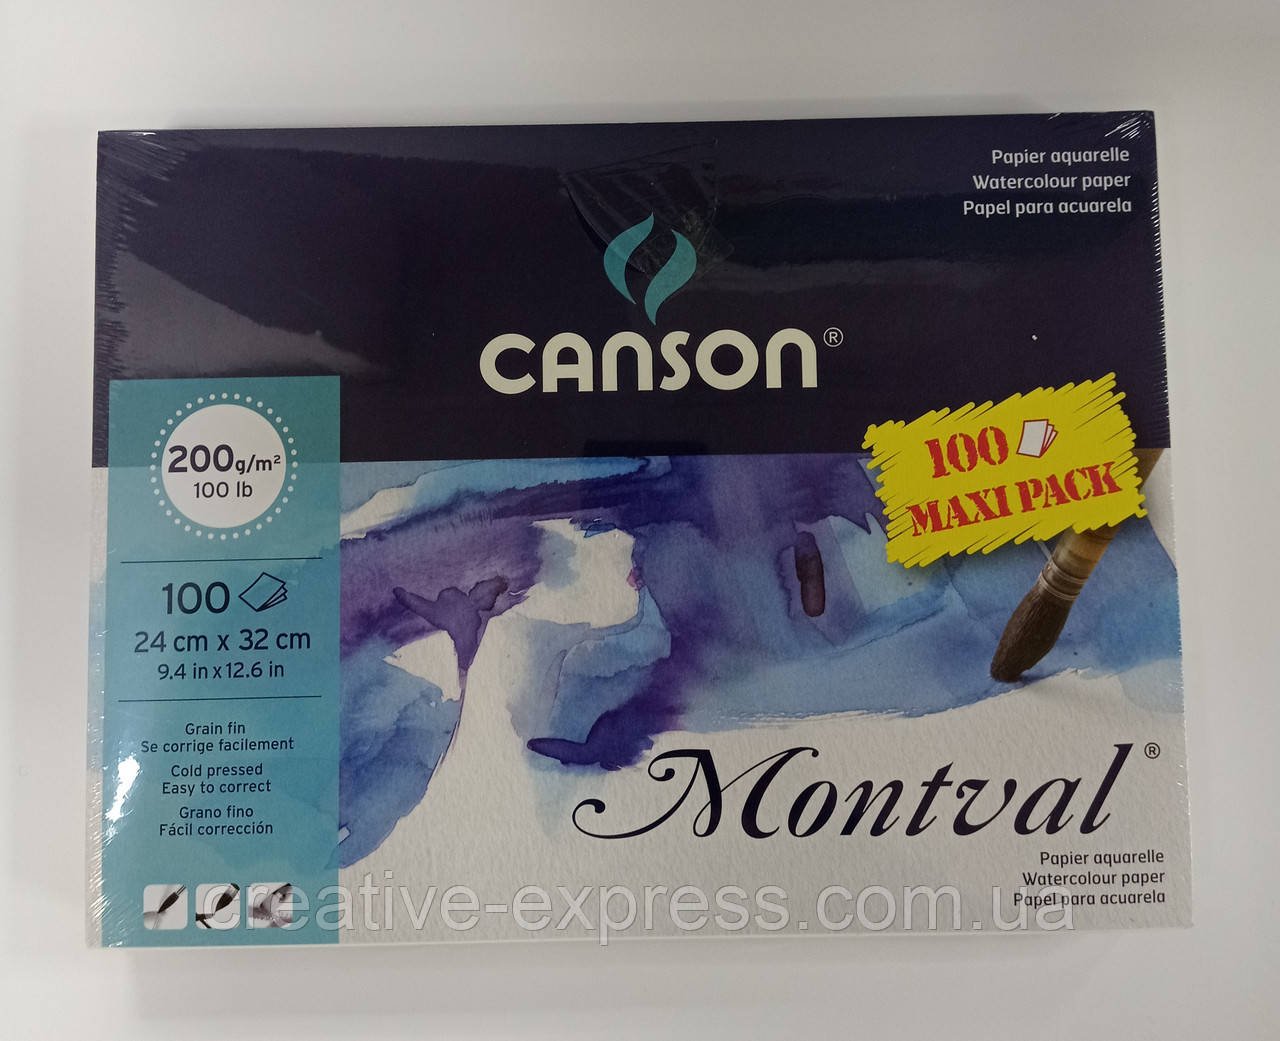 Papier aquarelle
Watercolour paper
Papel para acuarela
CANSON®
200g/m²
100 lb
100
24 cm x 32 cm
9.4 in x 12.6 in
Grain fin
Se corrige facilement
Cold pressed
Easy to correct
Grano fino
Fácil corrección
100
MAXI PACK
Montval®
Papier aquarelle
Watercolour paper
Papel para acuarela
creative-express.com.ua